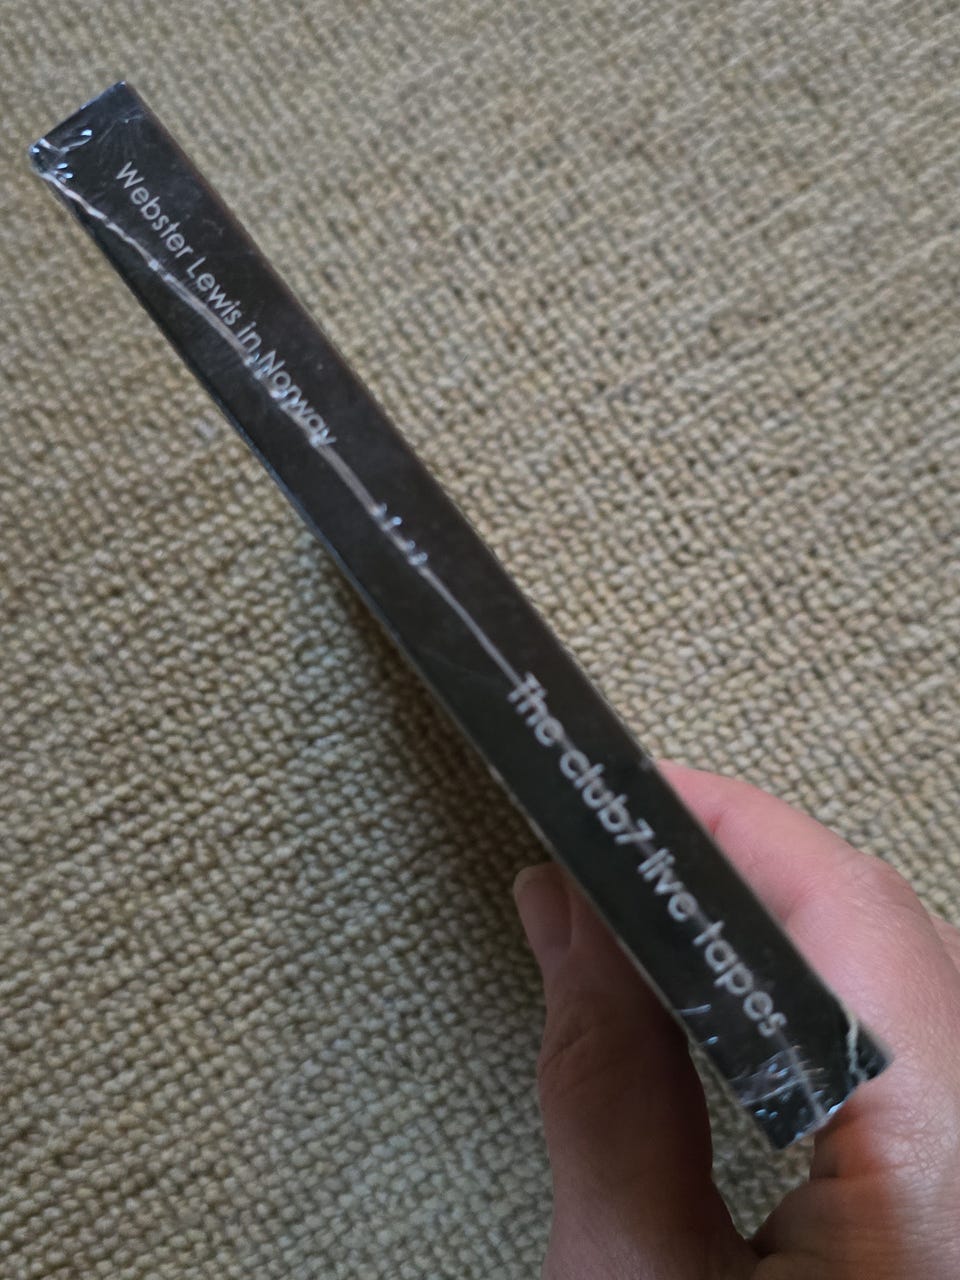 Webster Lewis in Norway
The club7 live tapes